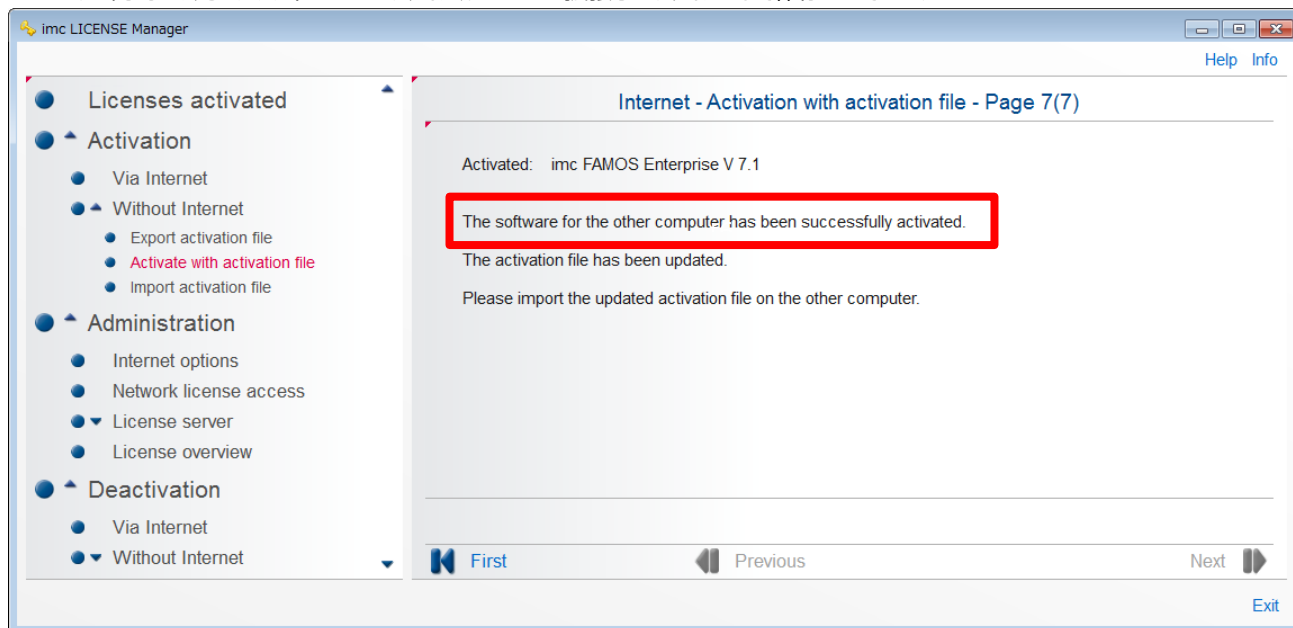 imc LICENSE Manager
Help Info
Licenses activated
Activation
Via Internet
Without Internet
Export activation file
Activate with activation file
Import activation file
Administration
Internet options
Network license access
License server
License overview
Deactivation
Via Internet
Without Internet
Internet - Activation with activation file - Page 7(7)
Activated: imc FAMOS Enterprise V 7.1
The software for the other computer has been successfully activated.
The activation file has been updated.
Please import the updated activation file on the other computer.
First Previous Next
Exit